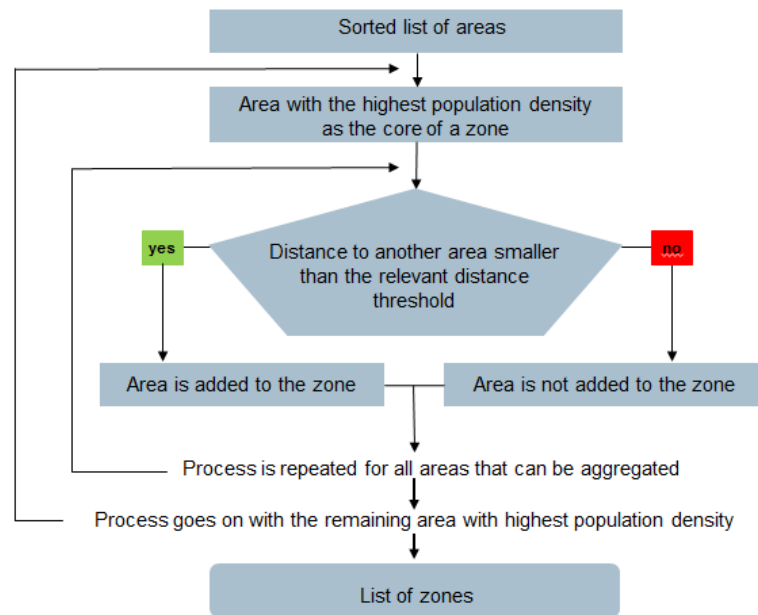 Sorted list of areas
Area with the highest population density
as the core of a zone
yes
no
Distance to another area smaller
than the relevant distance
threshold
Area is added to the zone
Area is not added to the zone
Process is repeated for all areas that can be aggregated
Process goes on with the remaining area with highest population density
List of zones